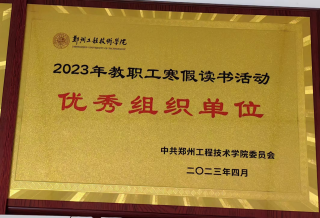 郑州工程技术学院
2023年教职工寒假读书活动
优秀组织单位
中共郑州工程技术学院委员会
二〇二三年四月